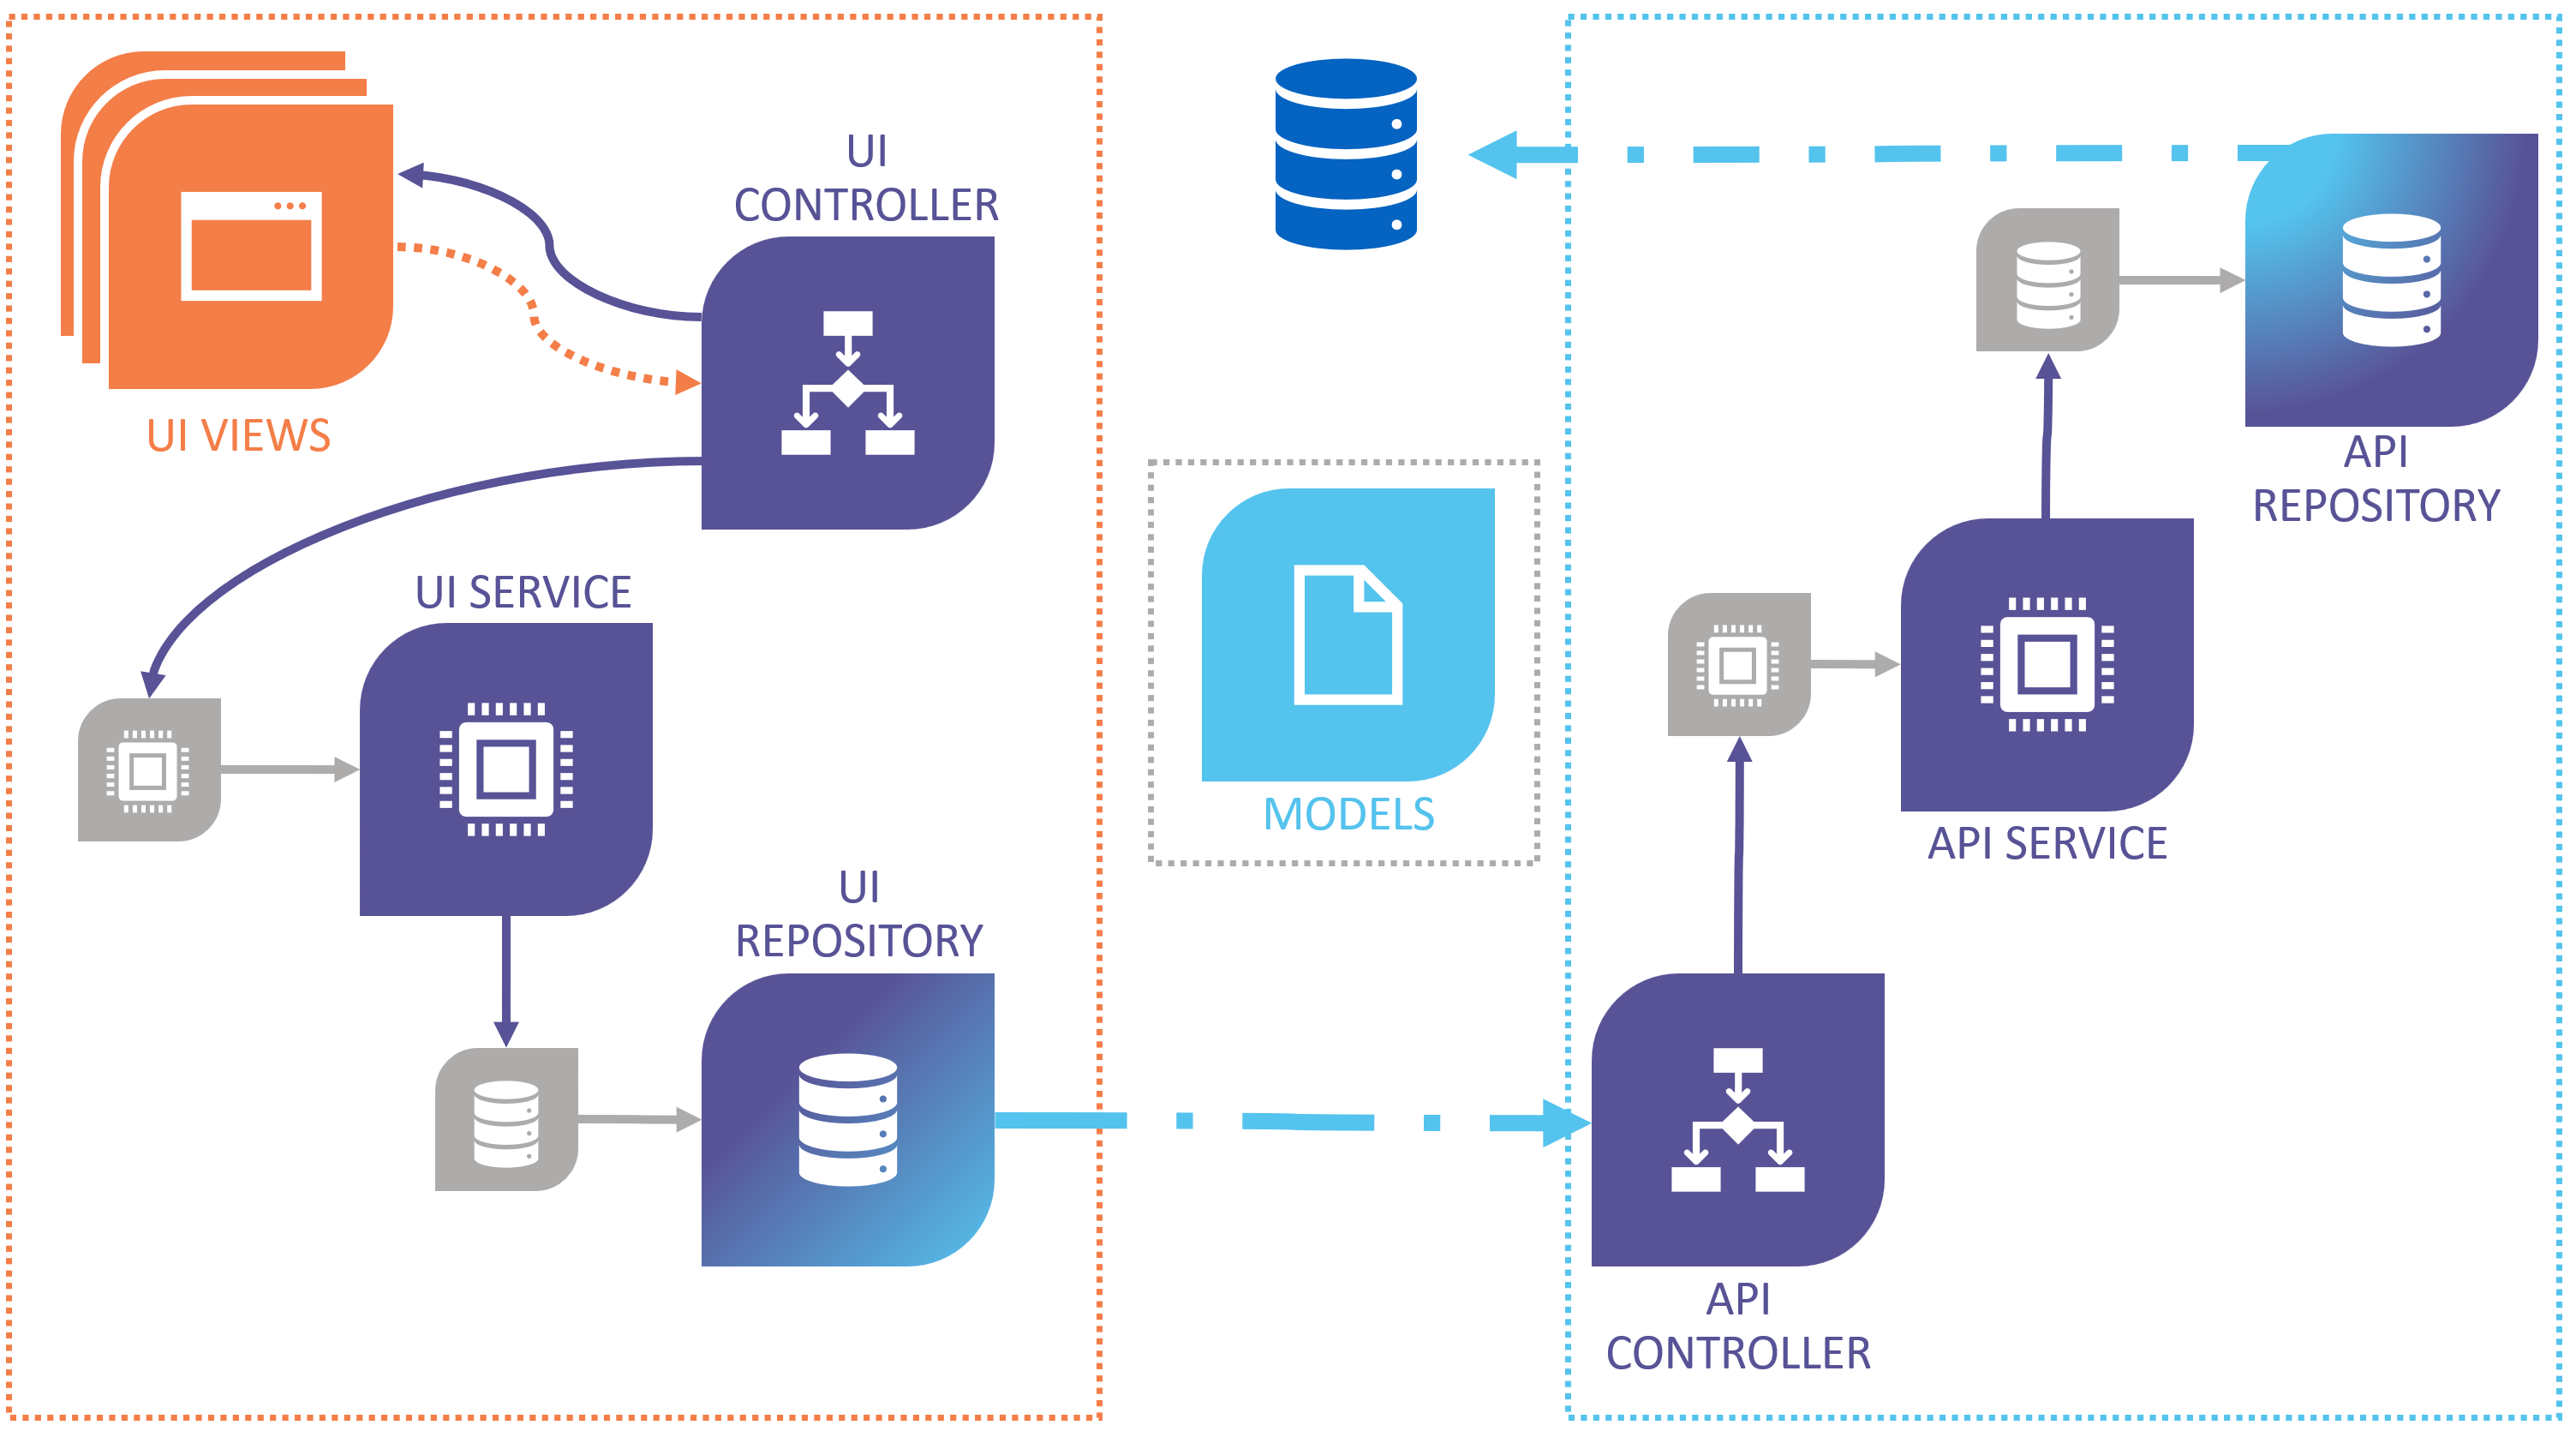 UI VIEWS
UI
CONTROLLER
UI SERVICE
UI
REPOSITORY
MODELS
API
REPOSITORY
API SERVICE
API
CONTROLLER